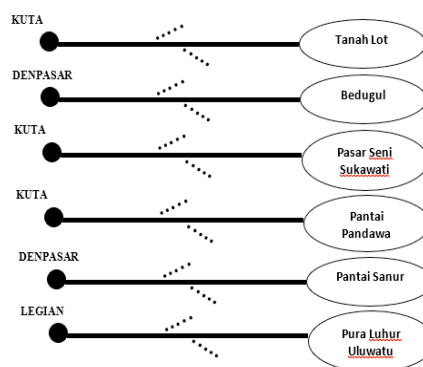 KUTA
Tanah Lot
DENPASAR
Bedugul
KUTA
Pasar Seni
Sukawati
KUTA
Pantai
Pandawa
DENPASAR
Pantai Sanur
LEGIAN
Pura Luhur
Uluwatu